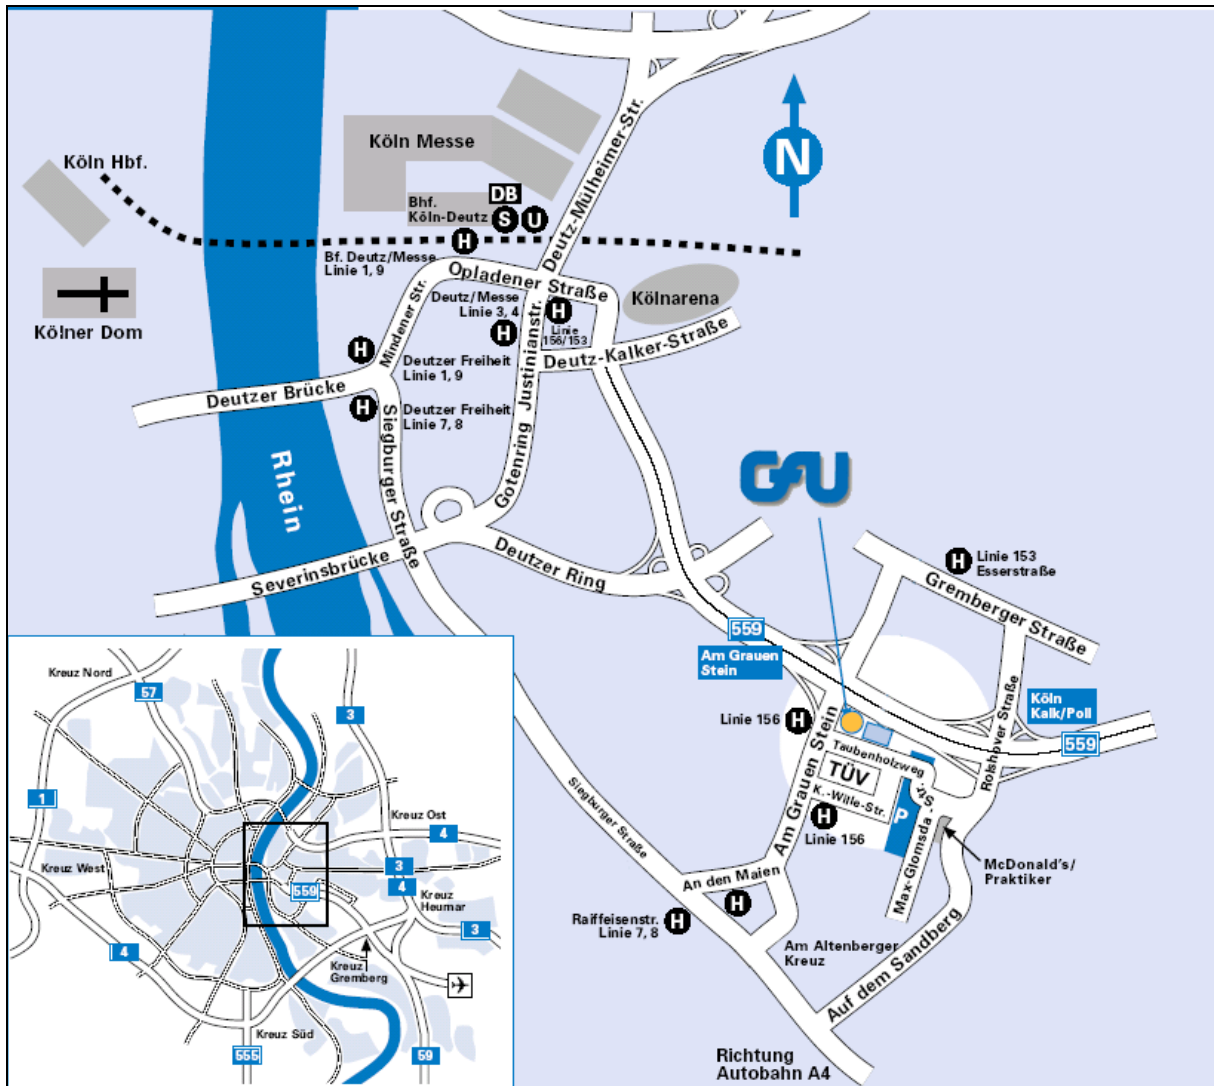 N
Köln Messe
Köln Hbf.
Deutz-Mülheimer-Str.
DB
Bhf.
Köln-Deutz
S
U
H
Bf. Deutz/Messe
Linie 1, 9
Opladener Straße
Kölnarena
Kölner Dom
Mindener Str.
Deutz/Messe
Linie 3, 4
H
H
Linie
156/153
Justinianstr.
Deutz-Kalker-Straße
H
Deutzer Freiheit
Linie 1, 9
Deutzer Brücke
H
Deutzer Freiheit
Linie 7, 8
Siegburger Straße
Gotenring
Rhein
GFU
Severinsbrücke
Deutzer Ring
H
Linie 153
Esserstraße
Gremberger Straße
559
Am Grauen
Stein
Köln
Kalk/Poll
559
Rolshover Straße
Linie 156
H
Am Grauen Stein
Taubenholzweg
TÜV
K.-Wille-Str.
P
H
Linie 156
Max-Glomsda-Str.
McDonald's/
Praktiker
Siegburger Straße
An den Maien
H
Raiffeisenstr.
Linie 7, 8
H
Am Altenberger
Kreuz
Auf dem Sandberg
Richtung
Autobahn A4
Kreuz Nord
57
3
1
Kreuz Ost
4
Kreuz West
3
4
559
Kreuz
Heumar
3
4
Kreuz
Gremberg
Kreuz Süd
555
59